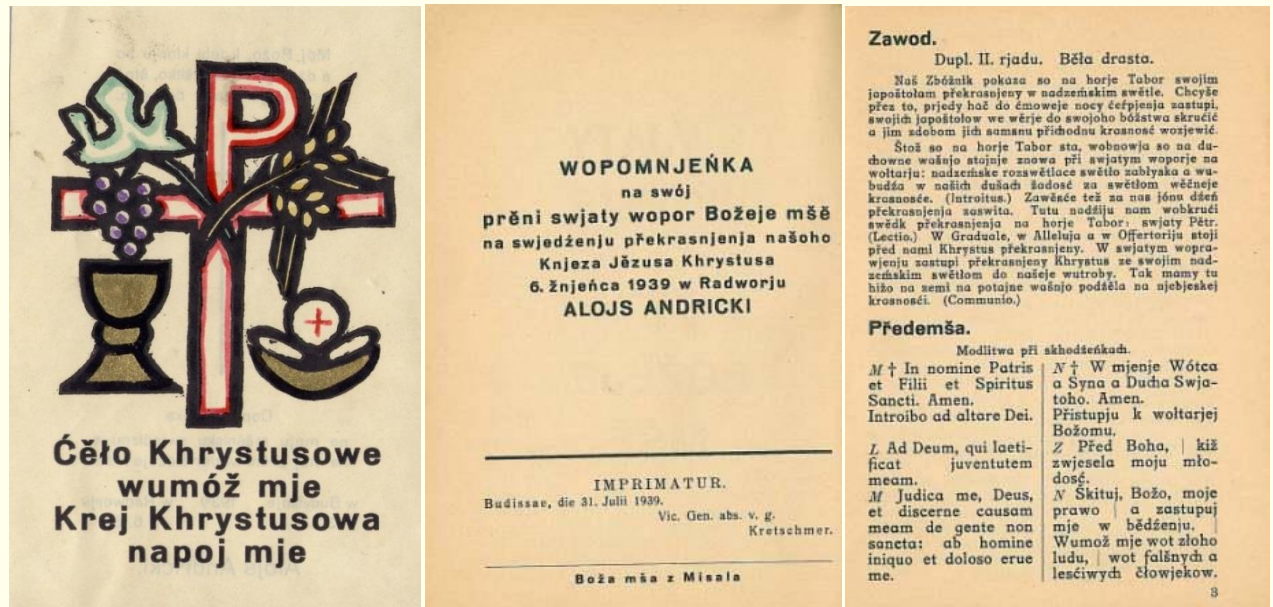 P
Ćěło Khrystusowe
wumóž mje
Krej Khrystusowa
napoj mje
WOPOMNJEŃKA
na swój
prěni swjaty wopor Božeje mšě
na swjedźenju překrasnjenja našoho
Knjeza Jězusa Khrystusa
6. žnjeńca 1939 w Radworju
ALOJS ANDRICKI
IMPRIMATUR.
Budissae, die 31. Julii 1939.
Vic. Gen. abs. v. g.
Kretschmer.
Boža mša z Misala
Zawod.
Dupl. II. rjadu. Běła drasta.
Naš Zbóžnik pokaza so na horje Tabor swojim
japoštołam překrasnjeny w nadzemskim swětle. Chcyše
přez to, prjedy hač do ćmoweje nocy ćerpjenja zastupi,
swojich japoštołow we wěrje do swojoho bóžstwa skrućić
a jim zdobom jich samsnu přichodnu krasnosć wozjewić.
Štož so na horje Tabor sta, wobnowja so na du-
chowne wašnjo stajnje znowa při swjatym woporje na
wołtarju: nadzemske rozswětlace swětło zabłyska a wu-
budźa w našich dušach žadosć za swětłom wěčneje
krasnosće. (Introitus.) Zawěsće tež za nas jónu dźeń
překrasnjenja zaswita. Tutu nadźiju nam wobkrući
swědk překrasnjenja na horje Tabor: swjaty Pětr.
(Lectio.) W Graduale, w Alleluja a w Offertoriju stoji
před nami Khrystus překrasnjeny. W swjatym wopra-
wjenju zastupi překrasnjeny Khrystus ze swojim nad-
zemskim swětłom do našeje wutroby. Tak mamy tu
hižo na zemi na potajne wašnjo podźěla na njebjeskej
krasnosći. (Communio.)
Předemša.
Modlitwa při skhodźeńkach.
M † In nomine Patris
et Filii et Spiritus
Sancti. Amen.
Introibo ad altare Dei.
L Ad Deum, qui laeti-
ficat juventutem
meam.
M Judica me, Deus,
et discerne causam
meam de gente non
sancta: ab homine
iniquo et doloso erue
me.
N † W mjenje Wótca
a Syna a Ducha Swja-
toho. Amen.
Přistupju k wołtarjej
Božomu.
Z Před Boha, | kiž
zwjesela moju mło-
dosć.
N Škituj, Božo, moje
prawo | a zastupuj
mje w bědźenju. |
Wumož mje wot złoho
ludu, | wot falšnych a
lesćiwych čłowjekow.
3